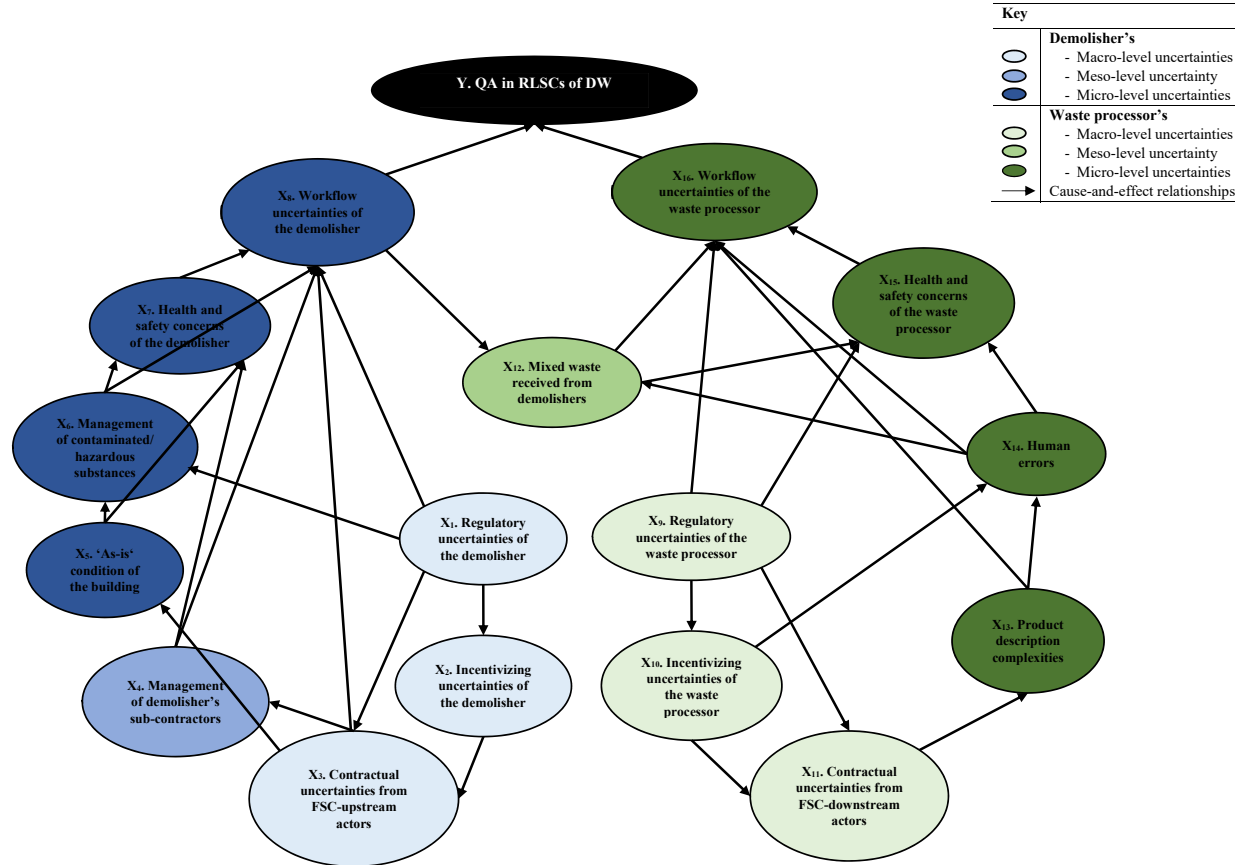 Key
Demolisher's
- Macro-level uncertainties
- Meso-level uncertainty
- Micro-level uncertainties
Waste processor's
- Macro-level uncertainties
- Meso-level uncertainty
- Micro-level uncertainties
Cause-and-effect relationships
Y. QA in RLSCs of DW
X₈. Workflow
uncertainties of
the demolisher
X₁₆. Workflow
uncertainties of the
waste processor
X₇. Health and
safety concerns
of the demolisher
X₁₅. Health and
safety concerns
of the waste
processor
X₁₂. Mixed waste
received from
demolishers
X₆. Management
of contaminated/
hazardous
substances
X₁₄. Human
errors
X₁. Regulatory
uncertainties of
the demolisher
X₉. Regulatory
uncertainties of the
waste processor
X₅. ‘As-is‘
condition of
the building
X₁₃. Product
description
complexities
X₄. Management
of demolisher's
sub-contractors
X₂. Incentivizing
uncertainties of
the demolisher
X₁₀. Incentivizing
uncertainties of
the waste
processor
X₃. Contractual
uncertainties from
FSC-upstream
actors
X₁₁. Contractual
uncertainties from
FSC-downstream
actors